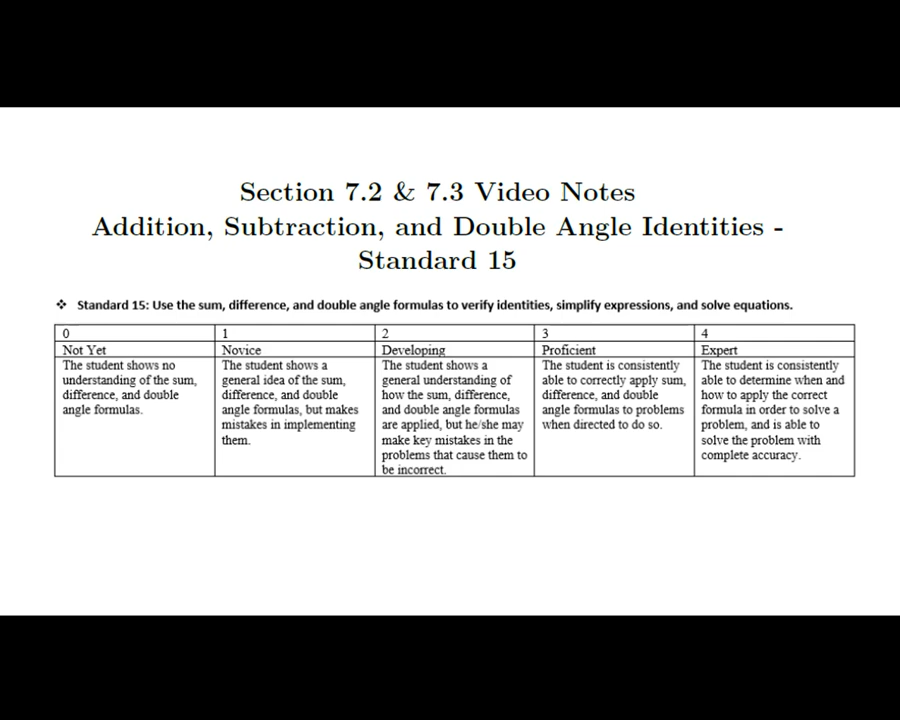 Section 7.2 & 7.3 Video Notes
Addition, Subtraction, and Double Angle Identities -
Standard 15
❖ Standard 15: Use the sum, difference, and double angle formulas to verify identities, simplify expressions, and solve equations.
0
Not Yet
The student shows no
understanding of the sum,
difference, and double
angle formulas.
1
Novice
The student shows a
general idea of the sum,
difference, and double
angle formulas, but makes
mistakes in implementing
them.
2
Developing
The student shows a
general understanding of
how the sum, difference,
and double angle formulas
are applied, but he/she may
make key mistakes in the
problems that cause them to
be incorrect.
3
Proficient
The student is consistently
able to correctly apply sum,
difference, and double
angle formulas to problems
when directed to do so.
4
Expert
The student is consistently
able to determine when and
how to apply the correct
formula in order to solve a
problem, and is able to
solve the problem with
complete accuracy.